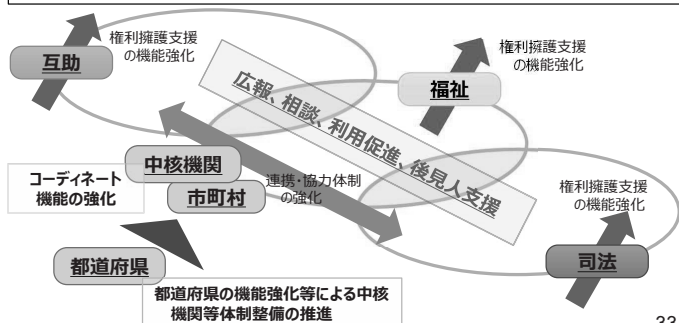 権利擁護支援
の機能強化
互助
権利擁護支援
の機能強化
福祉
広報、相談、利用促進、後見人支援
中核機関
コーディネート
機能の強化
市町村
連携・協力体制
の強化
権利擁護支援
の機能強化
司法
都道府県
都道府県の機能強化等による中核
機関等体制整備の推進
33